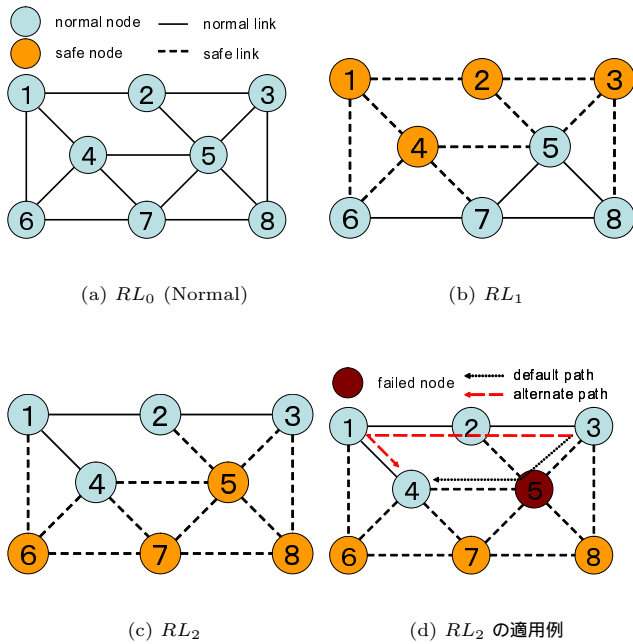 normal node
normal link
safe node
safe link
1 2 3
4 5
6 7 8
(a) RL0 (Normal)
1 2 3
4 5
6 7 8
(b) RL1
1 2 3
4 5
6 7 8
(c) RL2
failed node
default path
alternate path
1 2 3
4 5
6 7 8
(d) RL2 の適用例